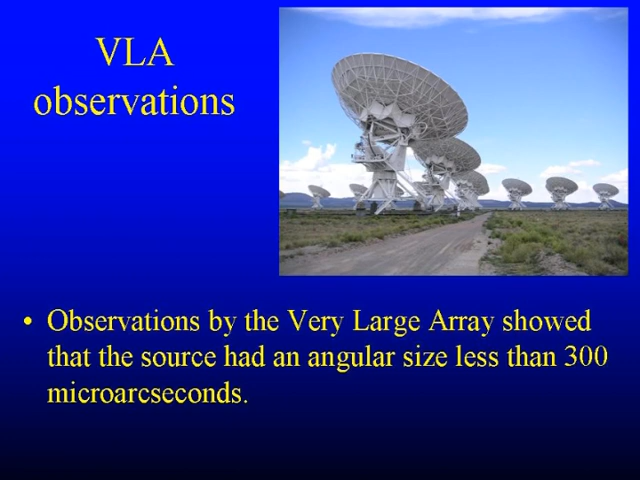 VLA
observations
• Observations by the Very Large Array showed
that the source had an angular size less than 300
microarcseconds.